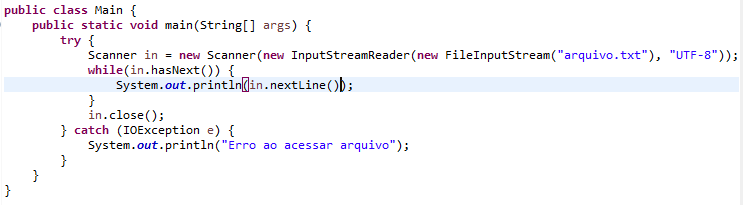 public class Main {
public static void main(String[] args) {
try {
Scanner in = new Scanner(new InputStreamReader(new FileInputStream("arquivo.txt"), "UTF-8"));
while(in.hasNext()) {
System.out.println(in.nextLine());
}
in.close();
} catch (IOException e) {
System.out.println("Erro ao acessar arquivo");
}
}
}